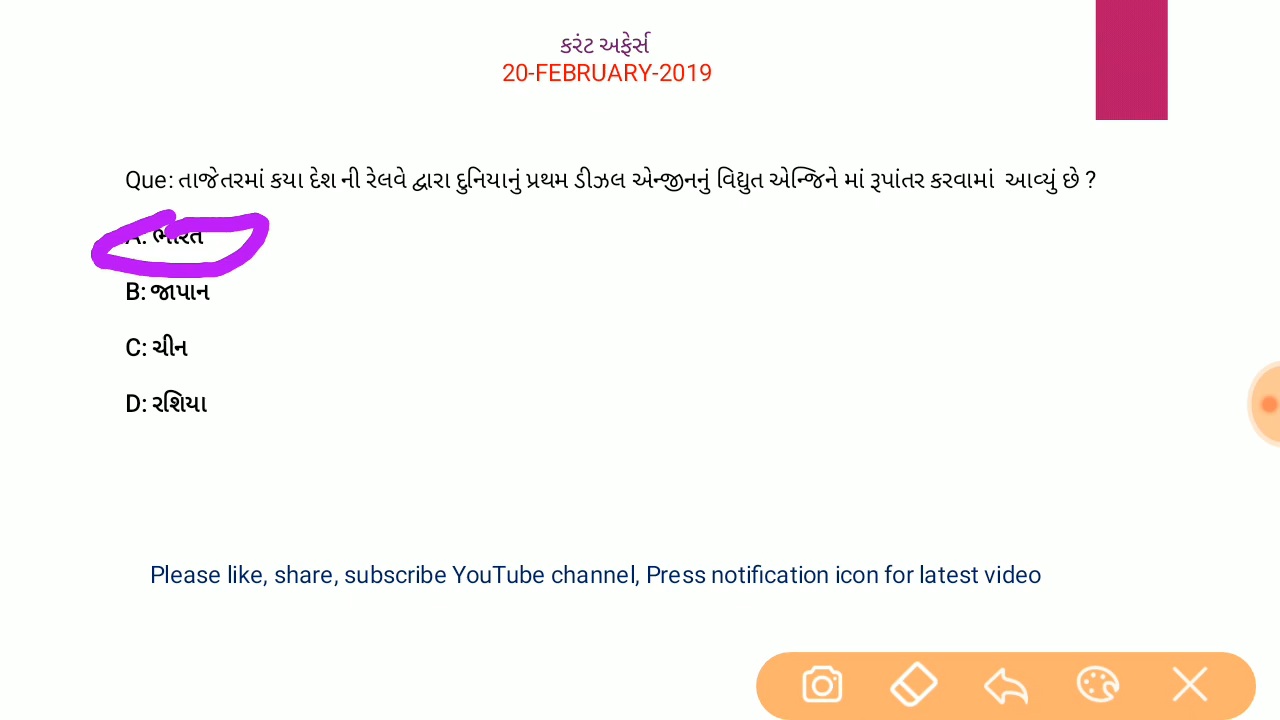 કરંટ અફેર્સ
20-FEBRUARY-2019
Que: તાજેતરમાં કયા દેશ ની રેલવે દ્વારા દુનિયાનું પ્રથમ ડીઝલ એન્જીનનું વિદ્યુત એન્જિને માં રૂપાંતર કરવામાં આવ્યું છે ?
A: ભારત
B: જાપાન
C: ચીન
D: રશિયા
Please like, share, subscribe YouTube channel, Press notification icon for latest video